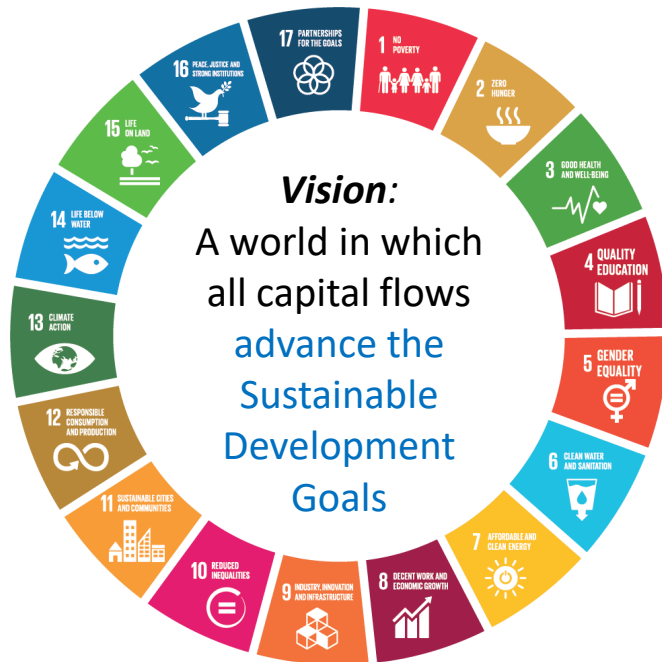 Vision:
A world in which
all capital flows
advance the
Sustainable
Development
Goals
1 NO
POVERTY
2 ZERO
HUNGER
3 GOOD HEALTH
AND WELL-BEING
4 QUALITY
EDUCATION
5 GENDER
EQUALITY
6 CLEAN WATER
AND SANITATION
7 AFFORDABLE AND
CLEAN ENERGY
8 DECENT WORK AND
ECONOMIC GROWTH
9 INDUSTRY, INNOVATION
AND INFRASTRUCTURE
10 REDUCED
INEQUALITIES
11 SUSTAINABLE CITIES
AND COMMUNITIES
12 RESPONSIBLE
CONSUMPTION
AND PRODUCTION
13 CLIMATE
ACTION
14 LIFE BELOW
WATER
15 LIFE
ON LAND
16 PEACE, JUSTICE AND
STRONG INSTITUTIONS
17 PARTNERSHIPS
FOR THE GOALS